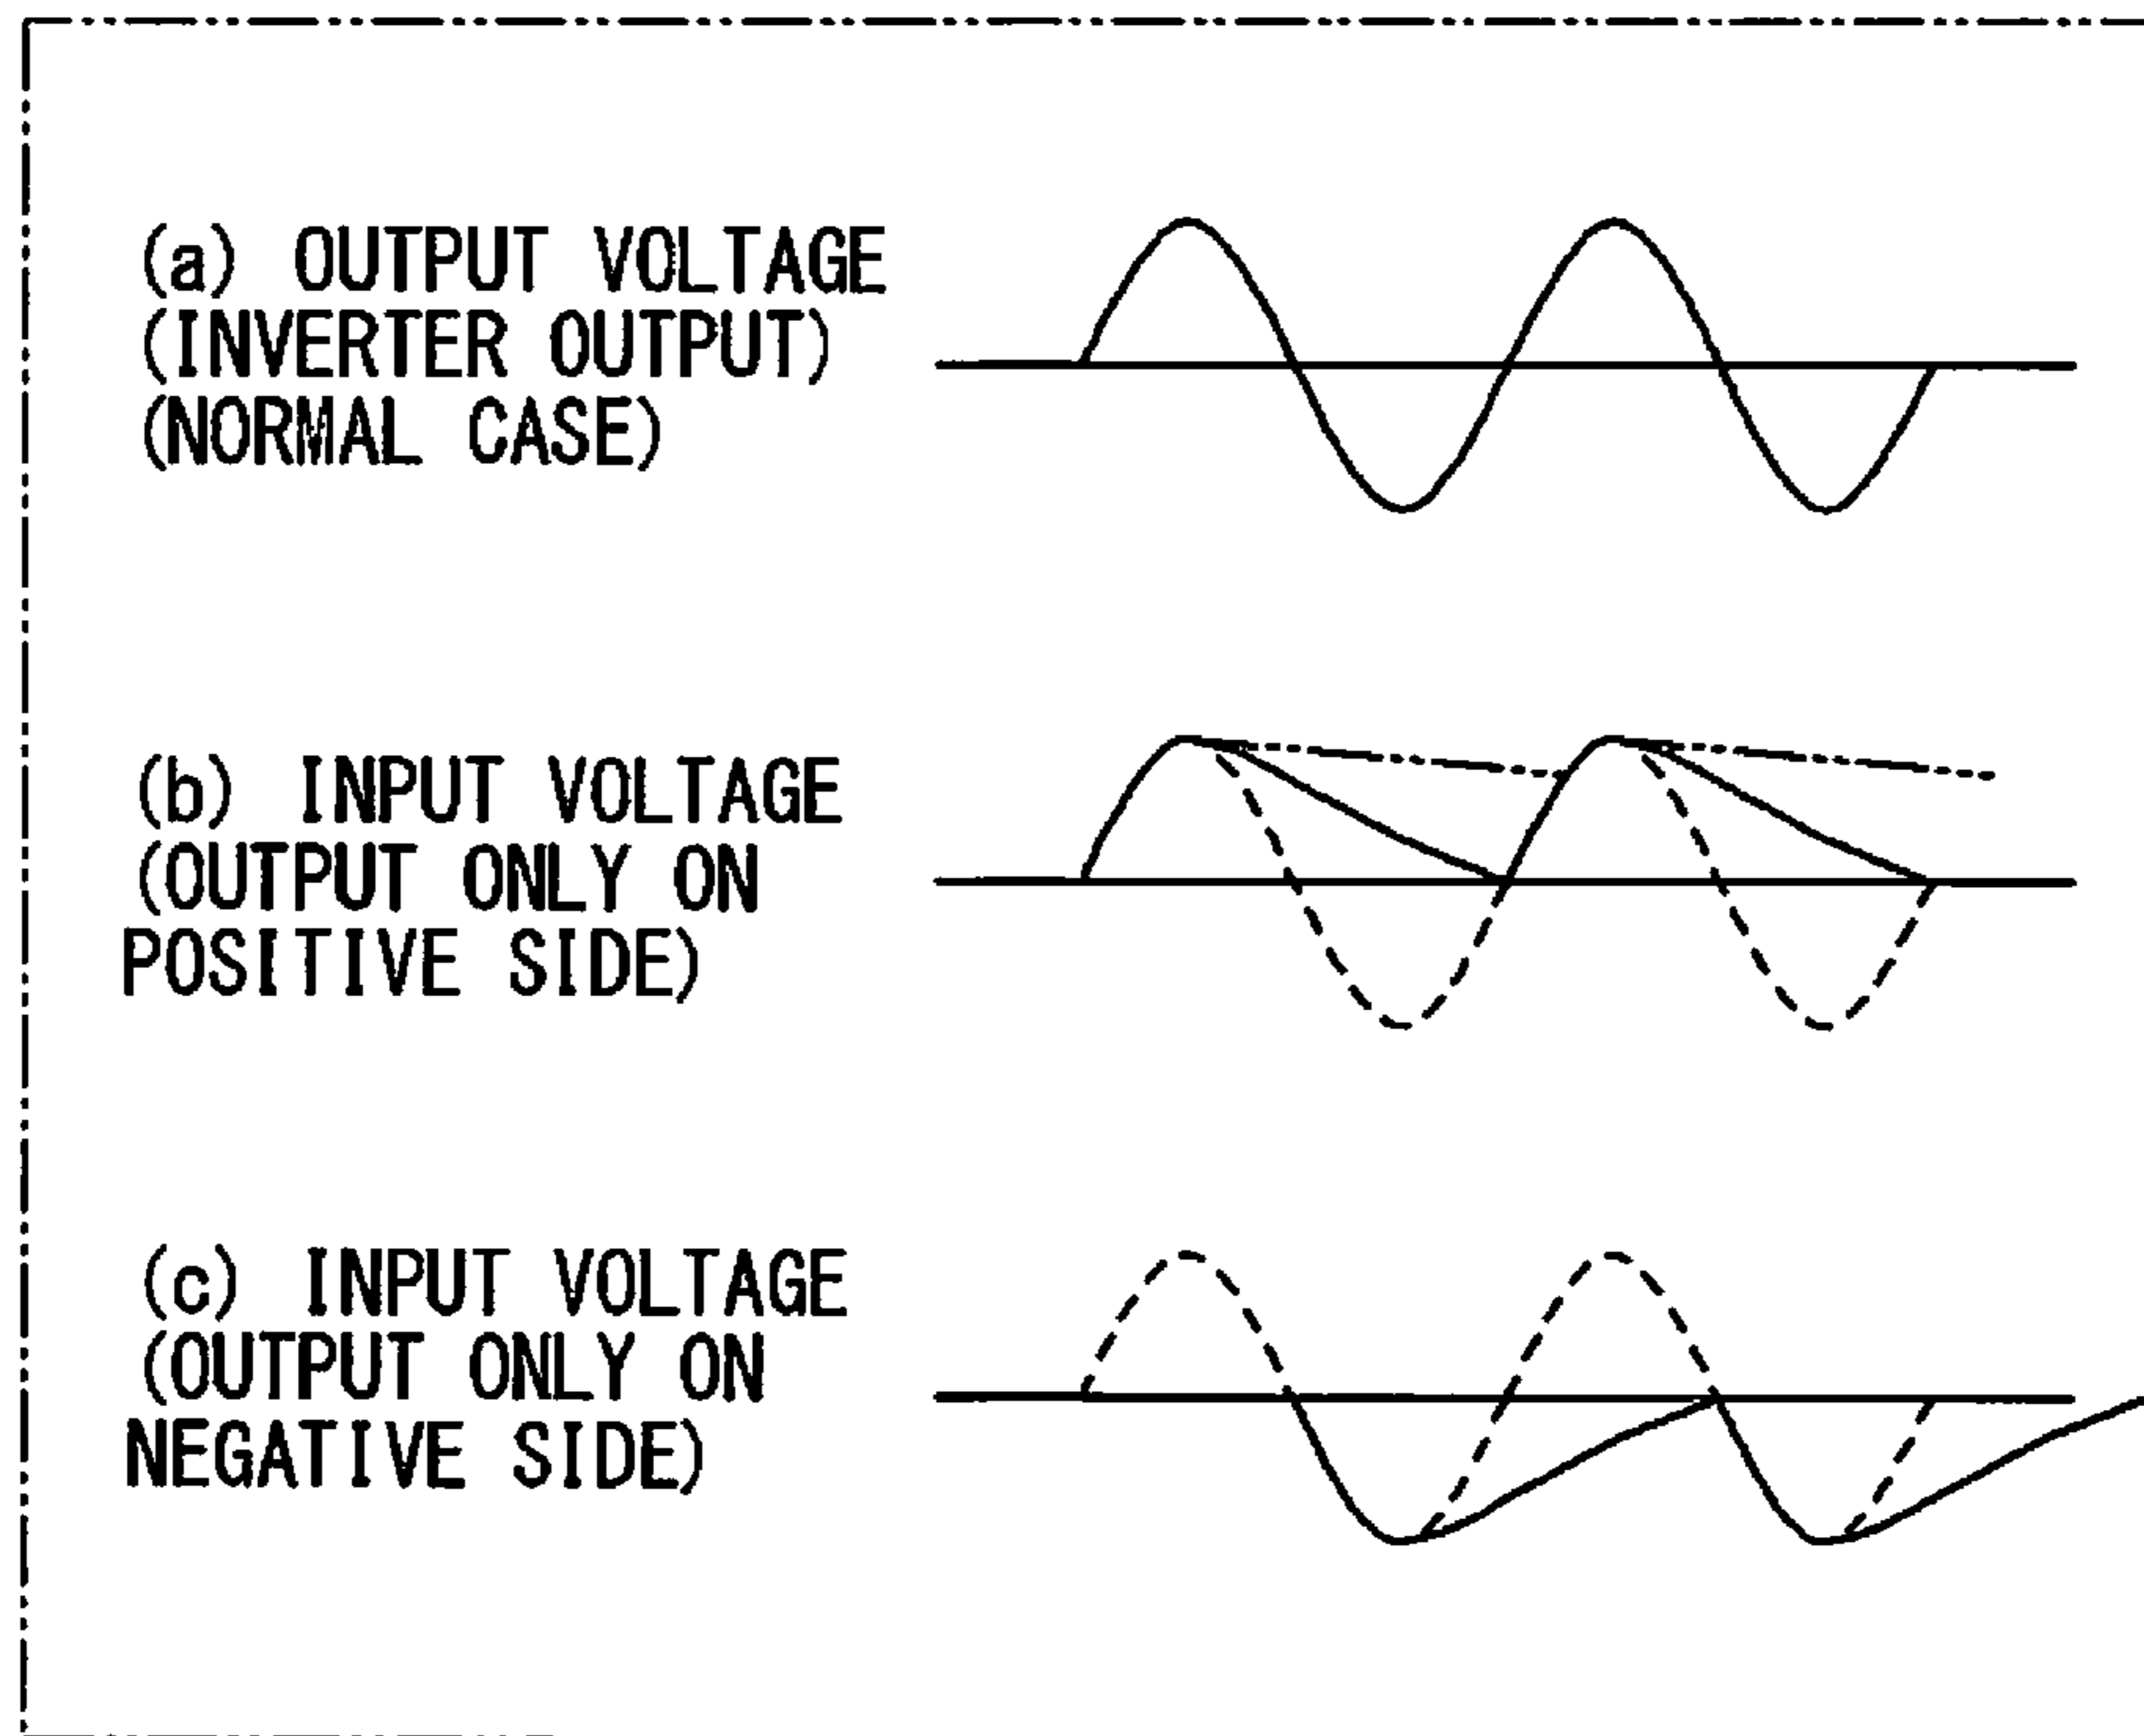 (a) OUTPUT VOLTAGE
(INVERTER OUTPUT)
(NORMAL CASE)
(b) INPUT VOLTAGE
(OUTPUT ONLY ON
POSITIVE SIDE)
(c) INPUT VOLTAGE
(OUTPUT ONLY ON
NEGATIVE SIDE)